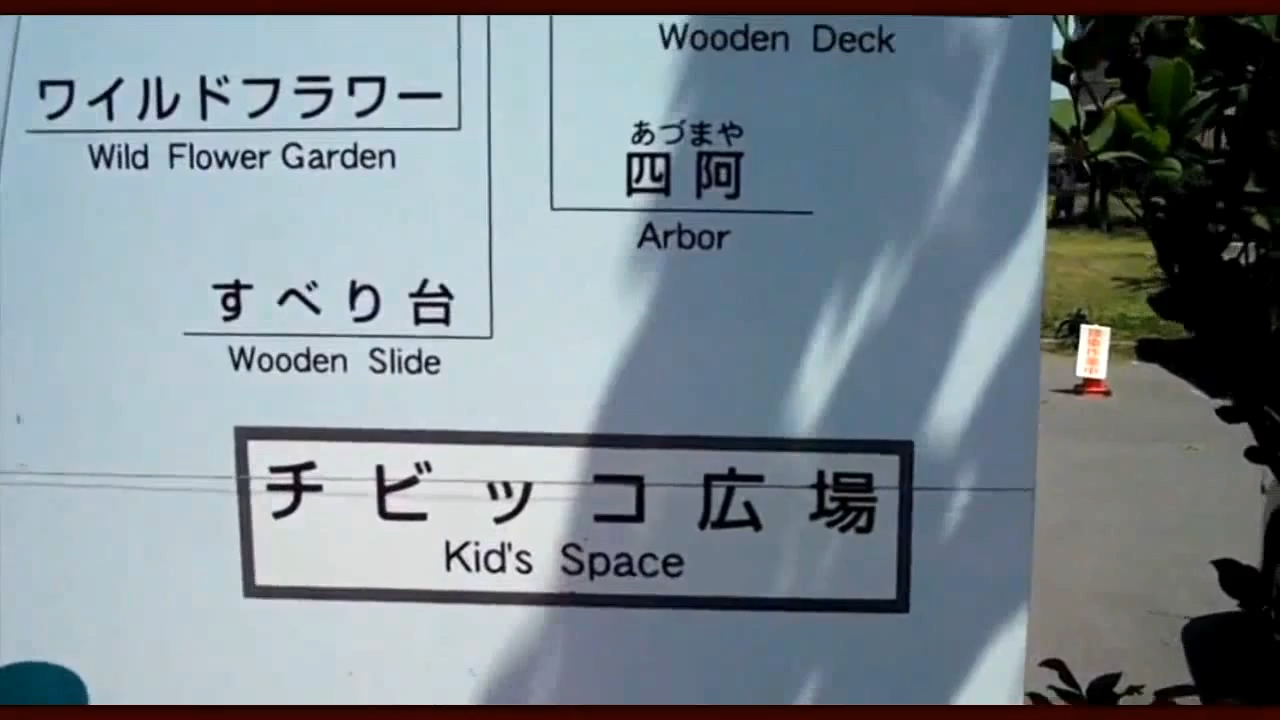 Wooden Deck
ワイルドフラワー
Wild Flower Garden
あづまや
四阿
Arbor
すべり台
Wooden Slide
チビッコ広場
Kid's Space